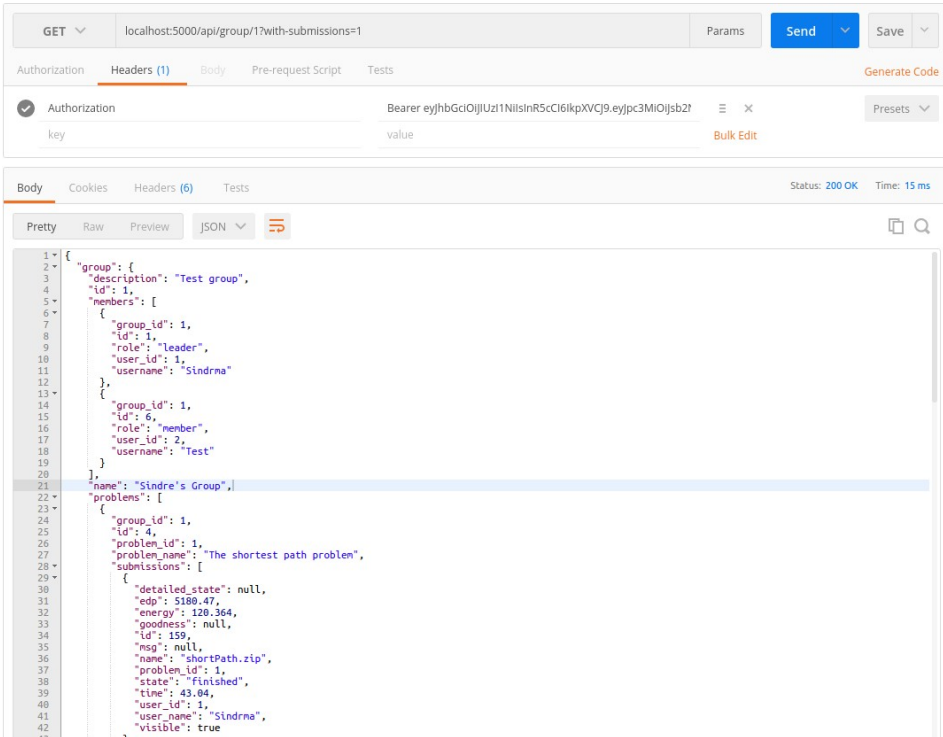 GET localhost:5000/api/group/1?with-submissions=1 Params Send Save
Authorization Headers (1) Body Pre-request Script Tests Generate Code
Authorization Bearer eyJhbGciOiJIUzI1NiIsInR5cCI6IkpXVCJ9.eyJpc3MiOiJsb2 Presets
key value Bulk Edit
Body Cookies Headers (6) Tests Status: 200 OK Time: 15 ms
Pretty Raw Preview JSON
1 {
2 "group": {
3 "description": "Test group",
4 "id": 1,
5 "members": [
6 {
7 "group_id": 1,
8 "id": 1,
9 "role": "leader",
10 "user_id": 1,
11 "username": "Sindrma"
12 },
13 {
14 "group_id": 1,
15 "id": 6,
16 "role": "member",
17 "user_id": 2,
18 "username": "Test"
19 }
20 ],
21 "name": "Sindre's Group",
22 "problems": [
23 {
24 "group_id": 1,
25 "id": 4,
26 "problem_id": 1,
27 "problem_name": "The shortest path problem",
28 "submissions": [
29 {
30 "detailed_state": null,
31 "edp": 5180.47,
32 "energy": 120.364,
33 "goodness": null,
34 "id": 159,
35 "msg": null,
36 "name": "shortPath.zip",
37 "problem_id": 1,
38 "state": "finished",
39 "time": 43.04,
40 "user_id": 1,
41 "user_name": "Sindrma",
42 "visible": true